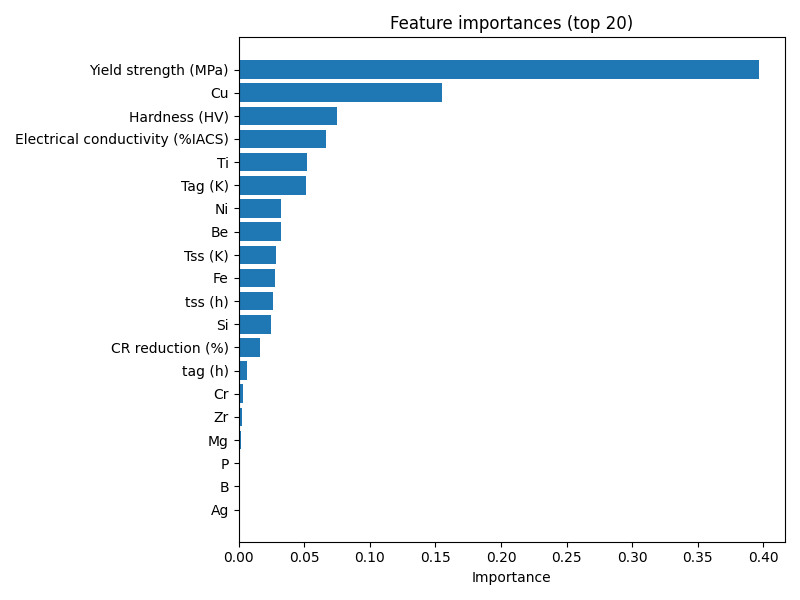 Feature importances (top 20)
Yield strength (MPa)
Cu
Hardness (HV)
Electrical conductivity (%IACS)
Ti
Tag (K)
Ni
Be
Tss (K)
Fe
tss (h)
Si
CR reduction (%)
tag (h)
Cr
Zr
Mg
P
B
Ag
0.00 0.05 0.10 0.15 0.20 0.25 0.30 0.35 0.40
Importance